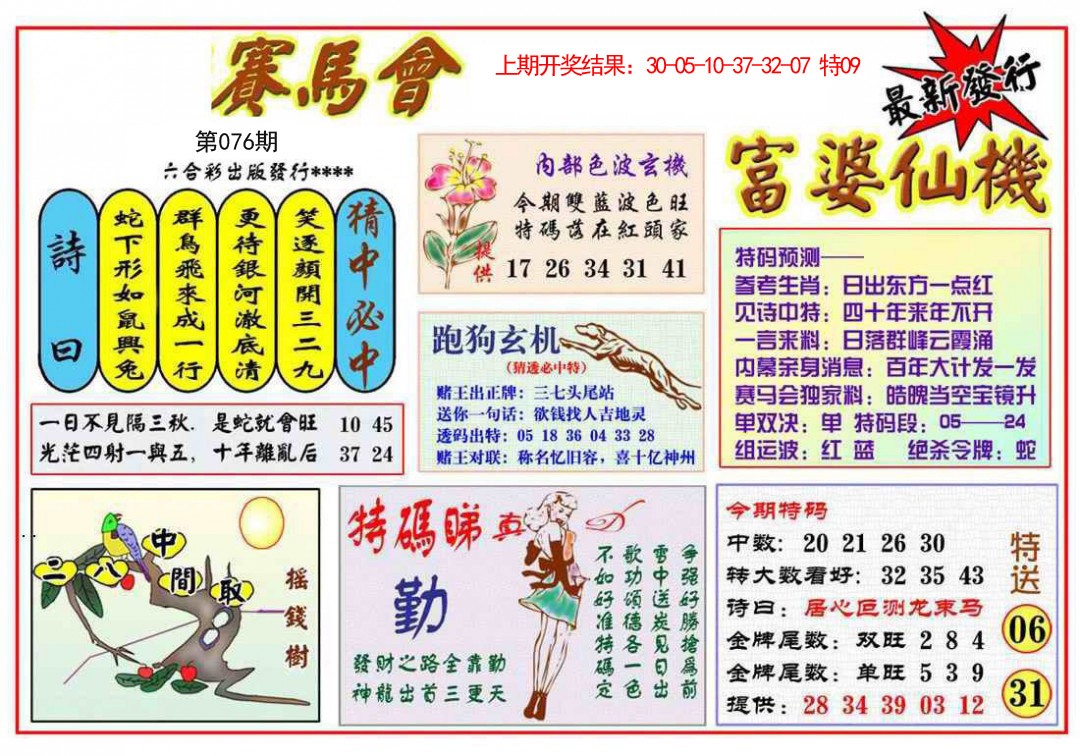 賽馬會
上期开奖结果：30-05-10-37-32-07 特09
最新發行
第076期
六合彩出版發行****
富婆仙機
詩曰
蛇下形如鼠興兔
群鳥飛來成一行
更待銀河澈底清
笑逐顏開三二九
猜中必中
一日不見隔三秋．是蛇就會旺 10 45
光茫四射一與五，十年離亂后 37 24
內部色波玄機
今期雙藍波色旺
特碼落在紅頭家
提供
17 26 34 31 41
跑狗玄机
（猜透必中特）
赌王出正牌：三七头尾站
送你一句话：欲钱找人吉地灵
透码出特：05 18 36 04 33 28
赌王对联：称名忆旧容，喜十亿神州
特码预测——
参考生肖：日出东方一点红
见诗中特：四十年来年不开
一言来料：日落群峰云霞涌
内幕亲身消息：百年大计发一发
赛马会独家料：皓魄当空宝镜升
单双决：单 特码段：05——24
组运波：红 蓝 绝杀令牌：蛇
二八中間取
搖錢樹
特碼睇真D
勤
發財之路全靠勤
神龍出首三更天
爭强好勝搶爲前
雪中送炭見日出
歌功頌德各一色
不如好准特碼定
今期特码
中数: 20 21 26 30
转大数看好: 32 35 43
诗曰：居心叵测龙束马
金牌尾数：双旺 2 8 4
金牌尾数：单旺 5 3 9
提供：28 34 39 03 12
特送
06
31